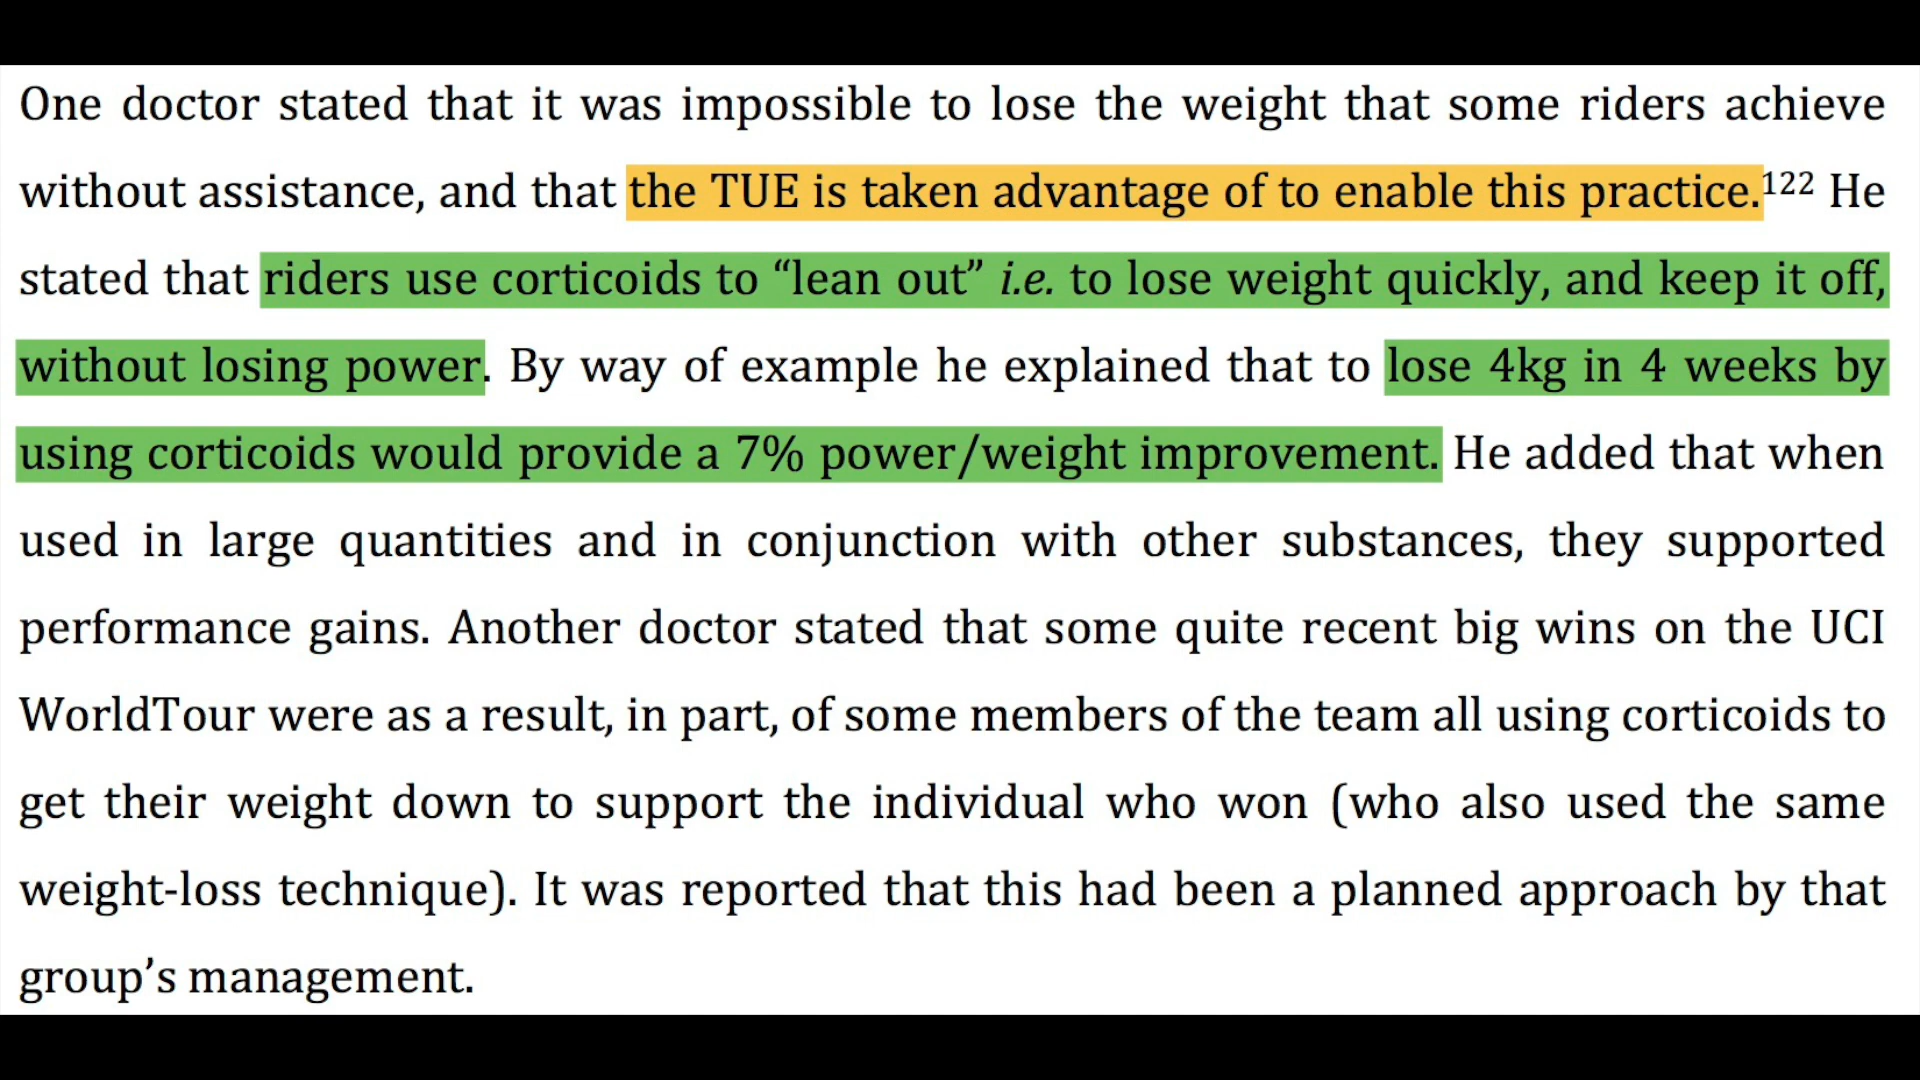 One doctor stated that it was impossible to lose the weight that some riders achieve
without assistance, and that the TUE is taken advantage of to enable this practice.122 He
stated that riders use corticoids to “lean out” i.e. to lose weight quickly, and keep it off,
without losing power. By way of example he explained that to lose 4kg in 4 weeks by
using corticoids would provide a 7% power/weight improvement. He added that when
used in large quantities and in conjunction with other substances, they supported
performance gains. Another doctor stated that some quite recent big wins on the UCI
WorldTour were as a result, in part, of some members of the team all using corticoids to
get their weight down to support the individual who won (who also used the same
weight-loss technique). It was reported that this had been a planned approach by that
group’s management.